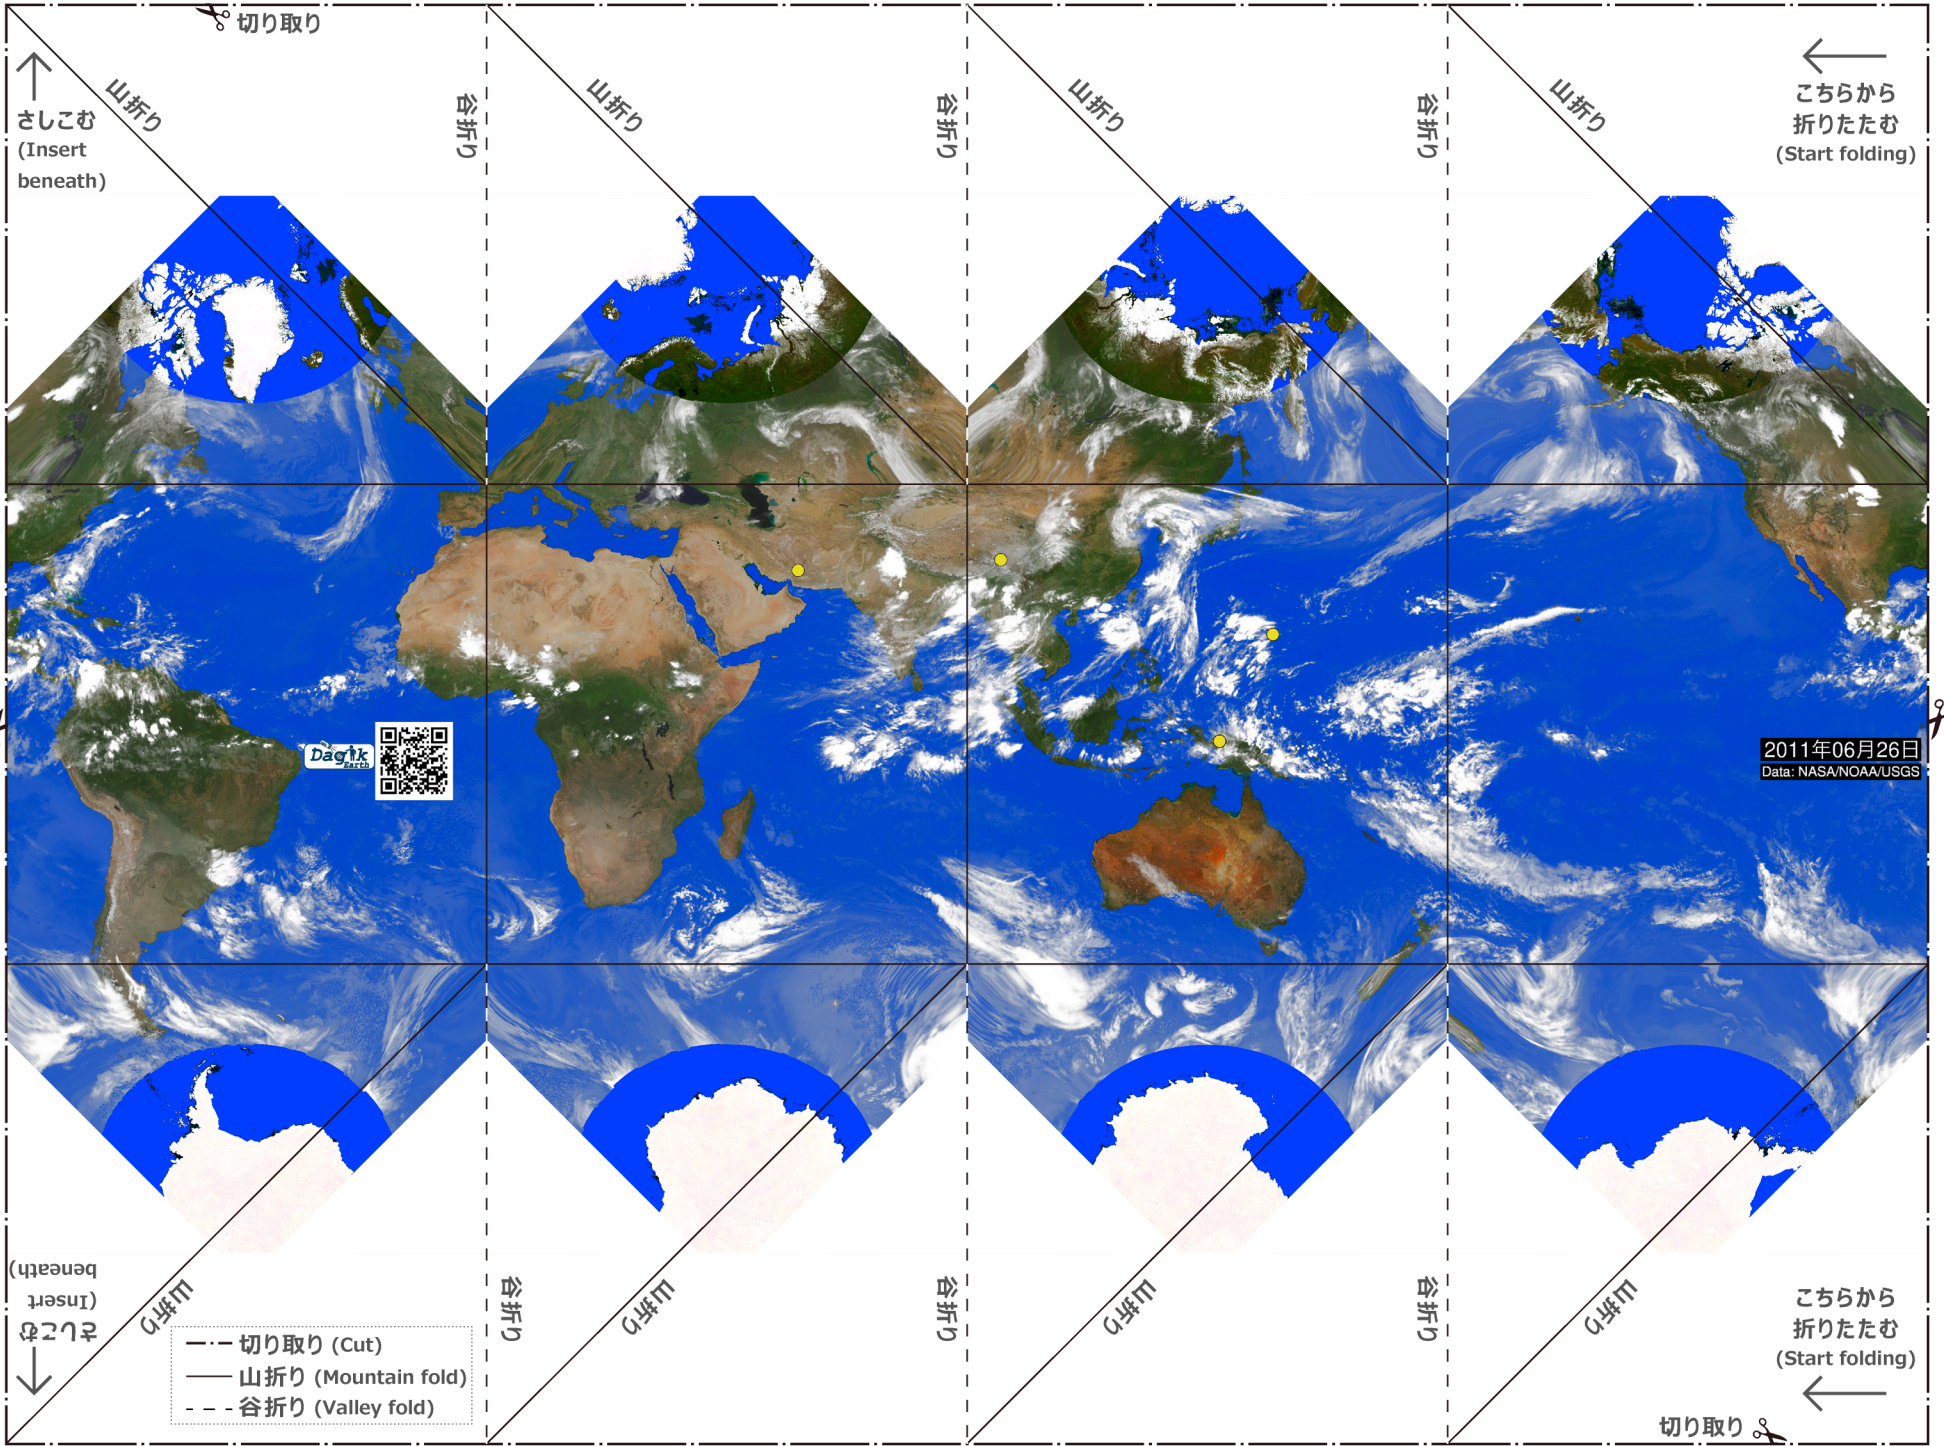 切り取り
さしこむ
(Insert
beneath)
山折り
谷折り
山折り
谷折り
山折り
谷折り
山折り
こちらから
折りたたむ
(Start folding)
Dagik
Earth
2011年06月26日
Data: NASA/NOAA/USGS
さしこむ
(Insert
beneath)
山折り
谷折り
山折り
谷折り
山折り
谷折り
山折り
こちらから
折りたたむ
(Start folding)
切り取り (Cut)
山折り (Mountain fold)
谷折り (Valley fold)
切り取り